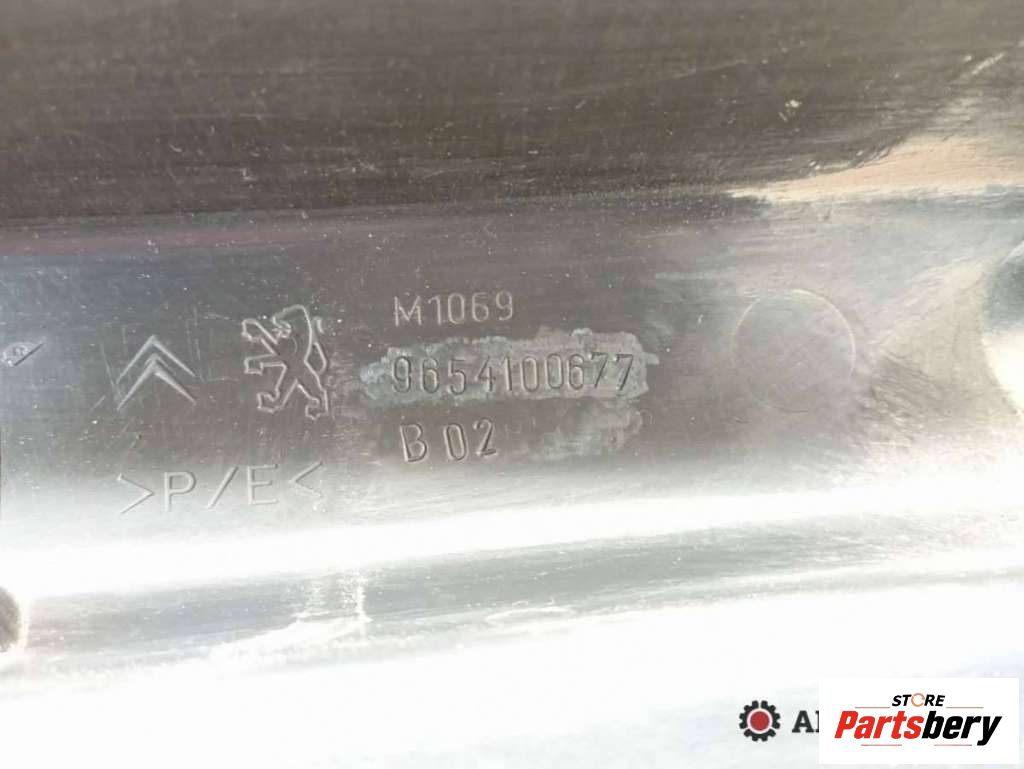 M1069
9654100677
B 02
>P/E<
STORE
Partsbery